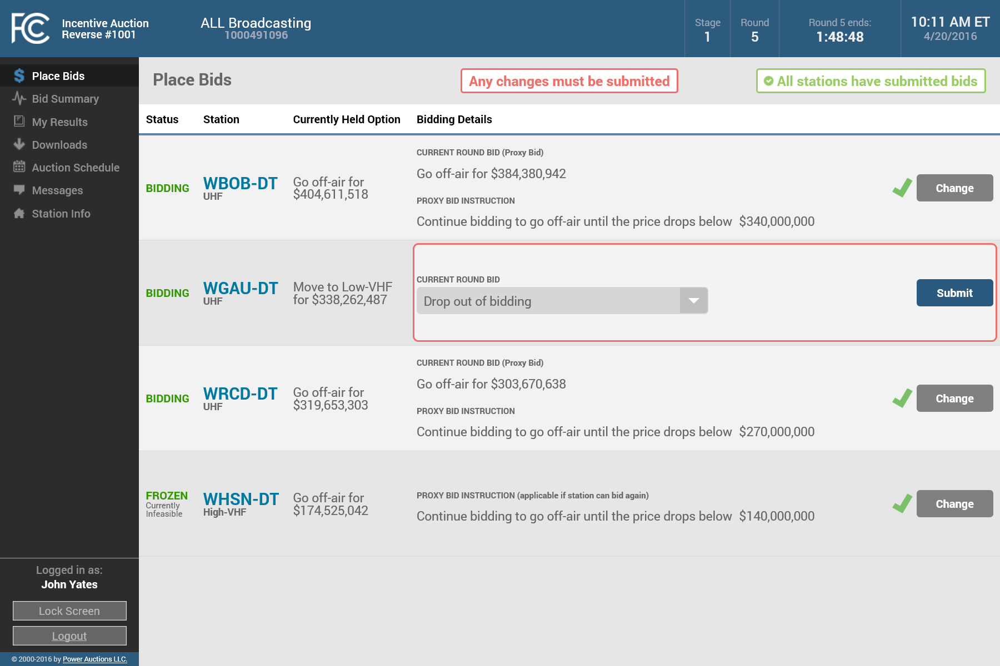 FCC
Incentive Auction
Reverse #1001
ALL Broadcasting
1000491096
Stage
1
Round
5
Round 5 ends:
1:48:48
10:11 AM ET
4/20/2016
Place Bids
Bid Summary
My Results
Downloads
Auction Schedule
Messages
Station Info
Logged in as:
John Yates
Lock Screen
Logout
© 2000-2016 by Power Auctions LLC.
Place Bids
Any changes must be submitted
All stations have submitted bids
Status Station Currently Held Option Bidding Details
BIDDING
WBOB-DT
UHF
Go off-air for
$404,611,518
CURRENT ROUND BID (Proxy Bid)
Go off-air for $384,380,942
PROXY BID INSTRUCTION
Continue bidding to go off-air until the price drops below $340,000,000
Change
BIDDING
WGAU-DT
UHF
Move to Low-VHF
for $338,262,487
CURRENT ROUND BID
Drop out of bidding
Submit
BIDDING
WRCD-DT
UHF
Go off-air for
$319,653,303
CURRENT ROUND BID (Proxy Bid)
Go off-air for $303,670,638
PROXY BID INSTRUCTION
Continue bidding to go off-air until the price drops below $270,000,000
Change
FROZEN
Currently
Infeasible
WHSN-DT
High-VHF
Go off-air for
$174,525,042
PROXY BID INSTRUCTION (applicable if station can bid again)
Continue bidding to go off-air until the price drops below $140,000,000
Change